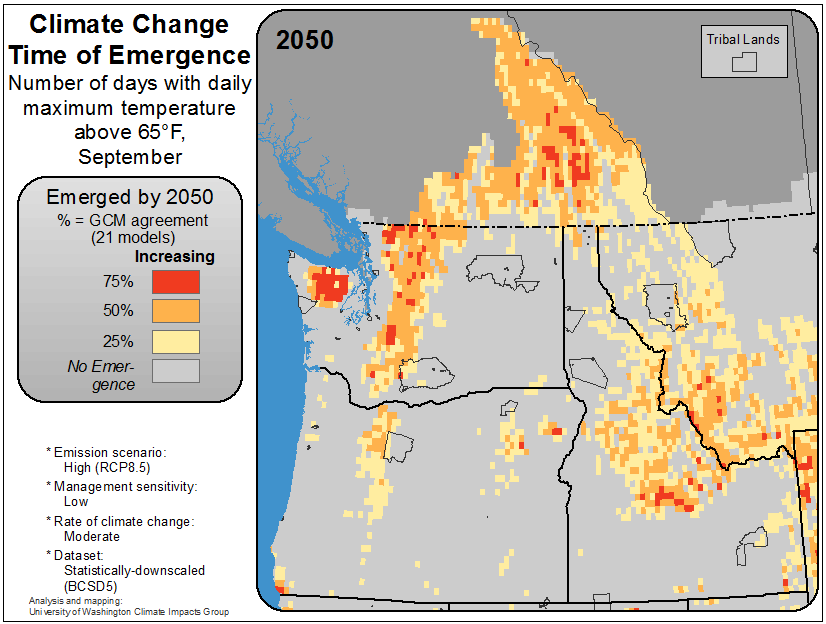 Climate Change
Time of Emergence
Number of days with daily
maximum temperature
above 65°F,
September
Emerged by 2050
% = GCM agreement
(21 models)
Increasing
75%
50%
25%
No Emer-
gence
* Emission scenario:
High (RCP8.5)
* Management sensitivity:
Low
* Rate of climate change:
Moderate
* Dataset:
Statistically-downscaled
(BCSD5)
Analysis and mapping:
University of Washington Climate Impacts Group
2050
Tribal Lands